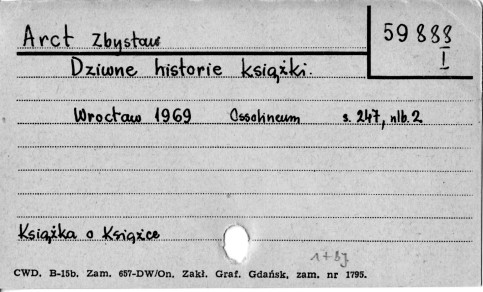 Arct Zbysław
59 888
I
Dziwne historie książki.
Wrocław 1969 Ossolineum s. 247, nlb. 2
Książka o Książce
1+8j
CWD. B-15b. Zam. 657-DW/On. Zakł. Graf. Gdańsk, zam. nr 1795.